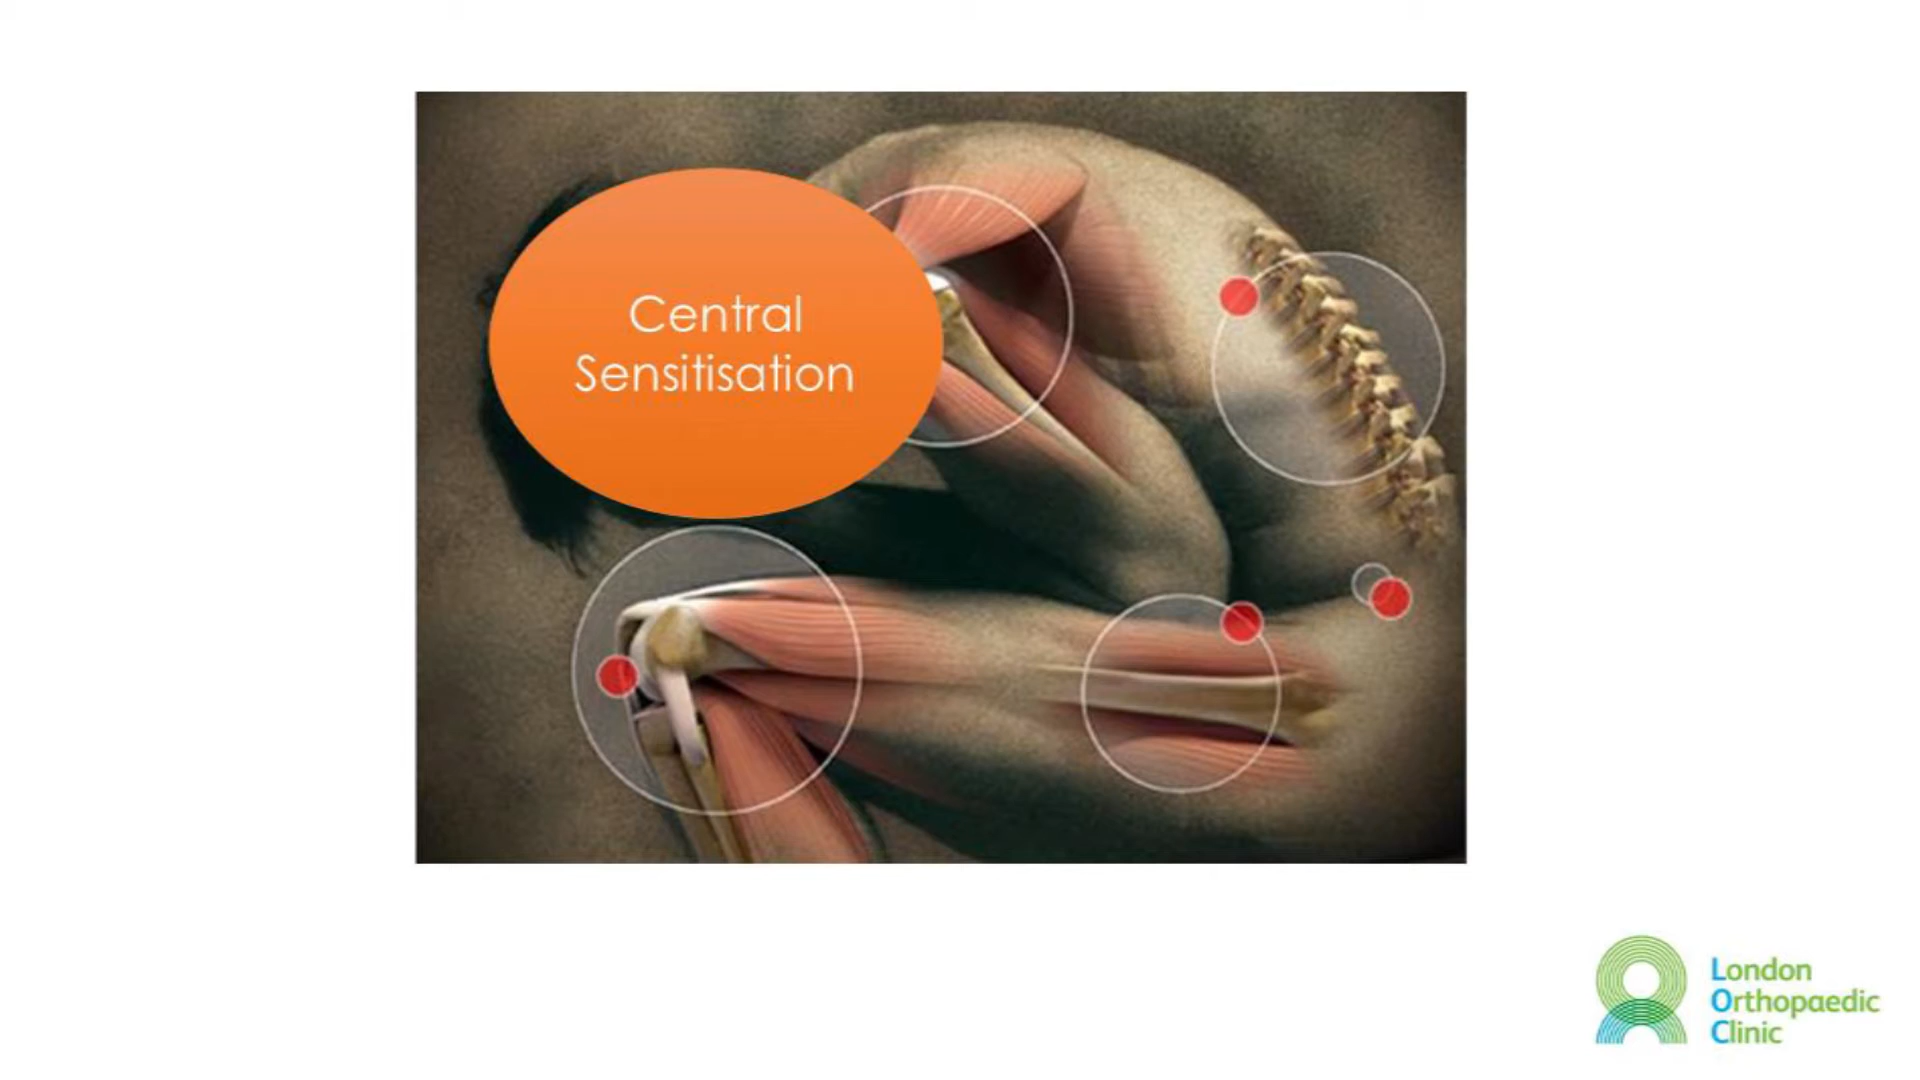 Central
Sensitisation
London
Orthopaedic
Clinic